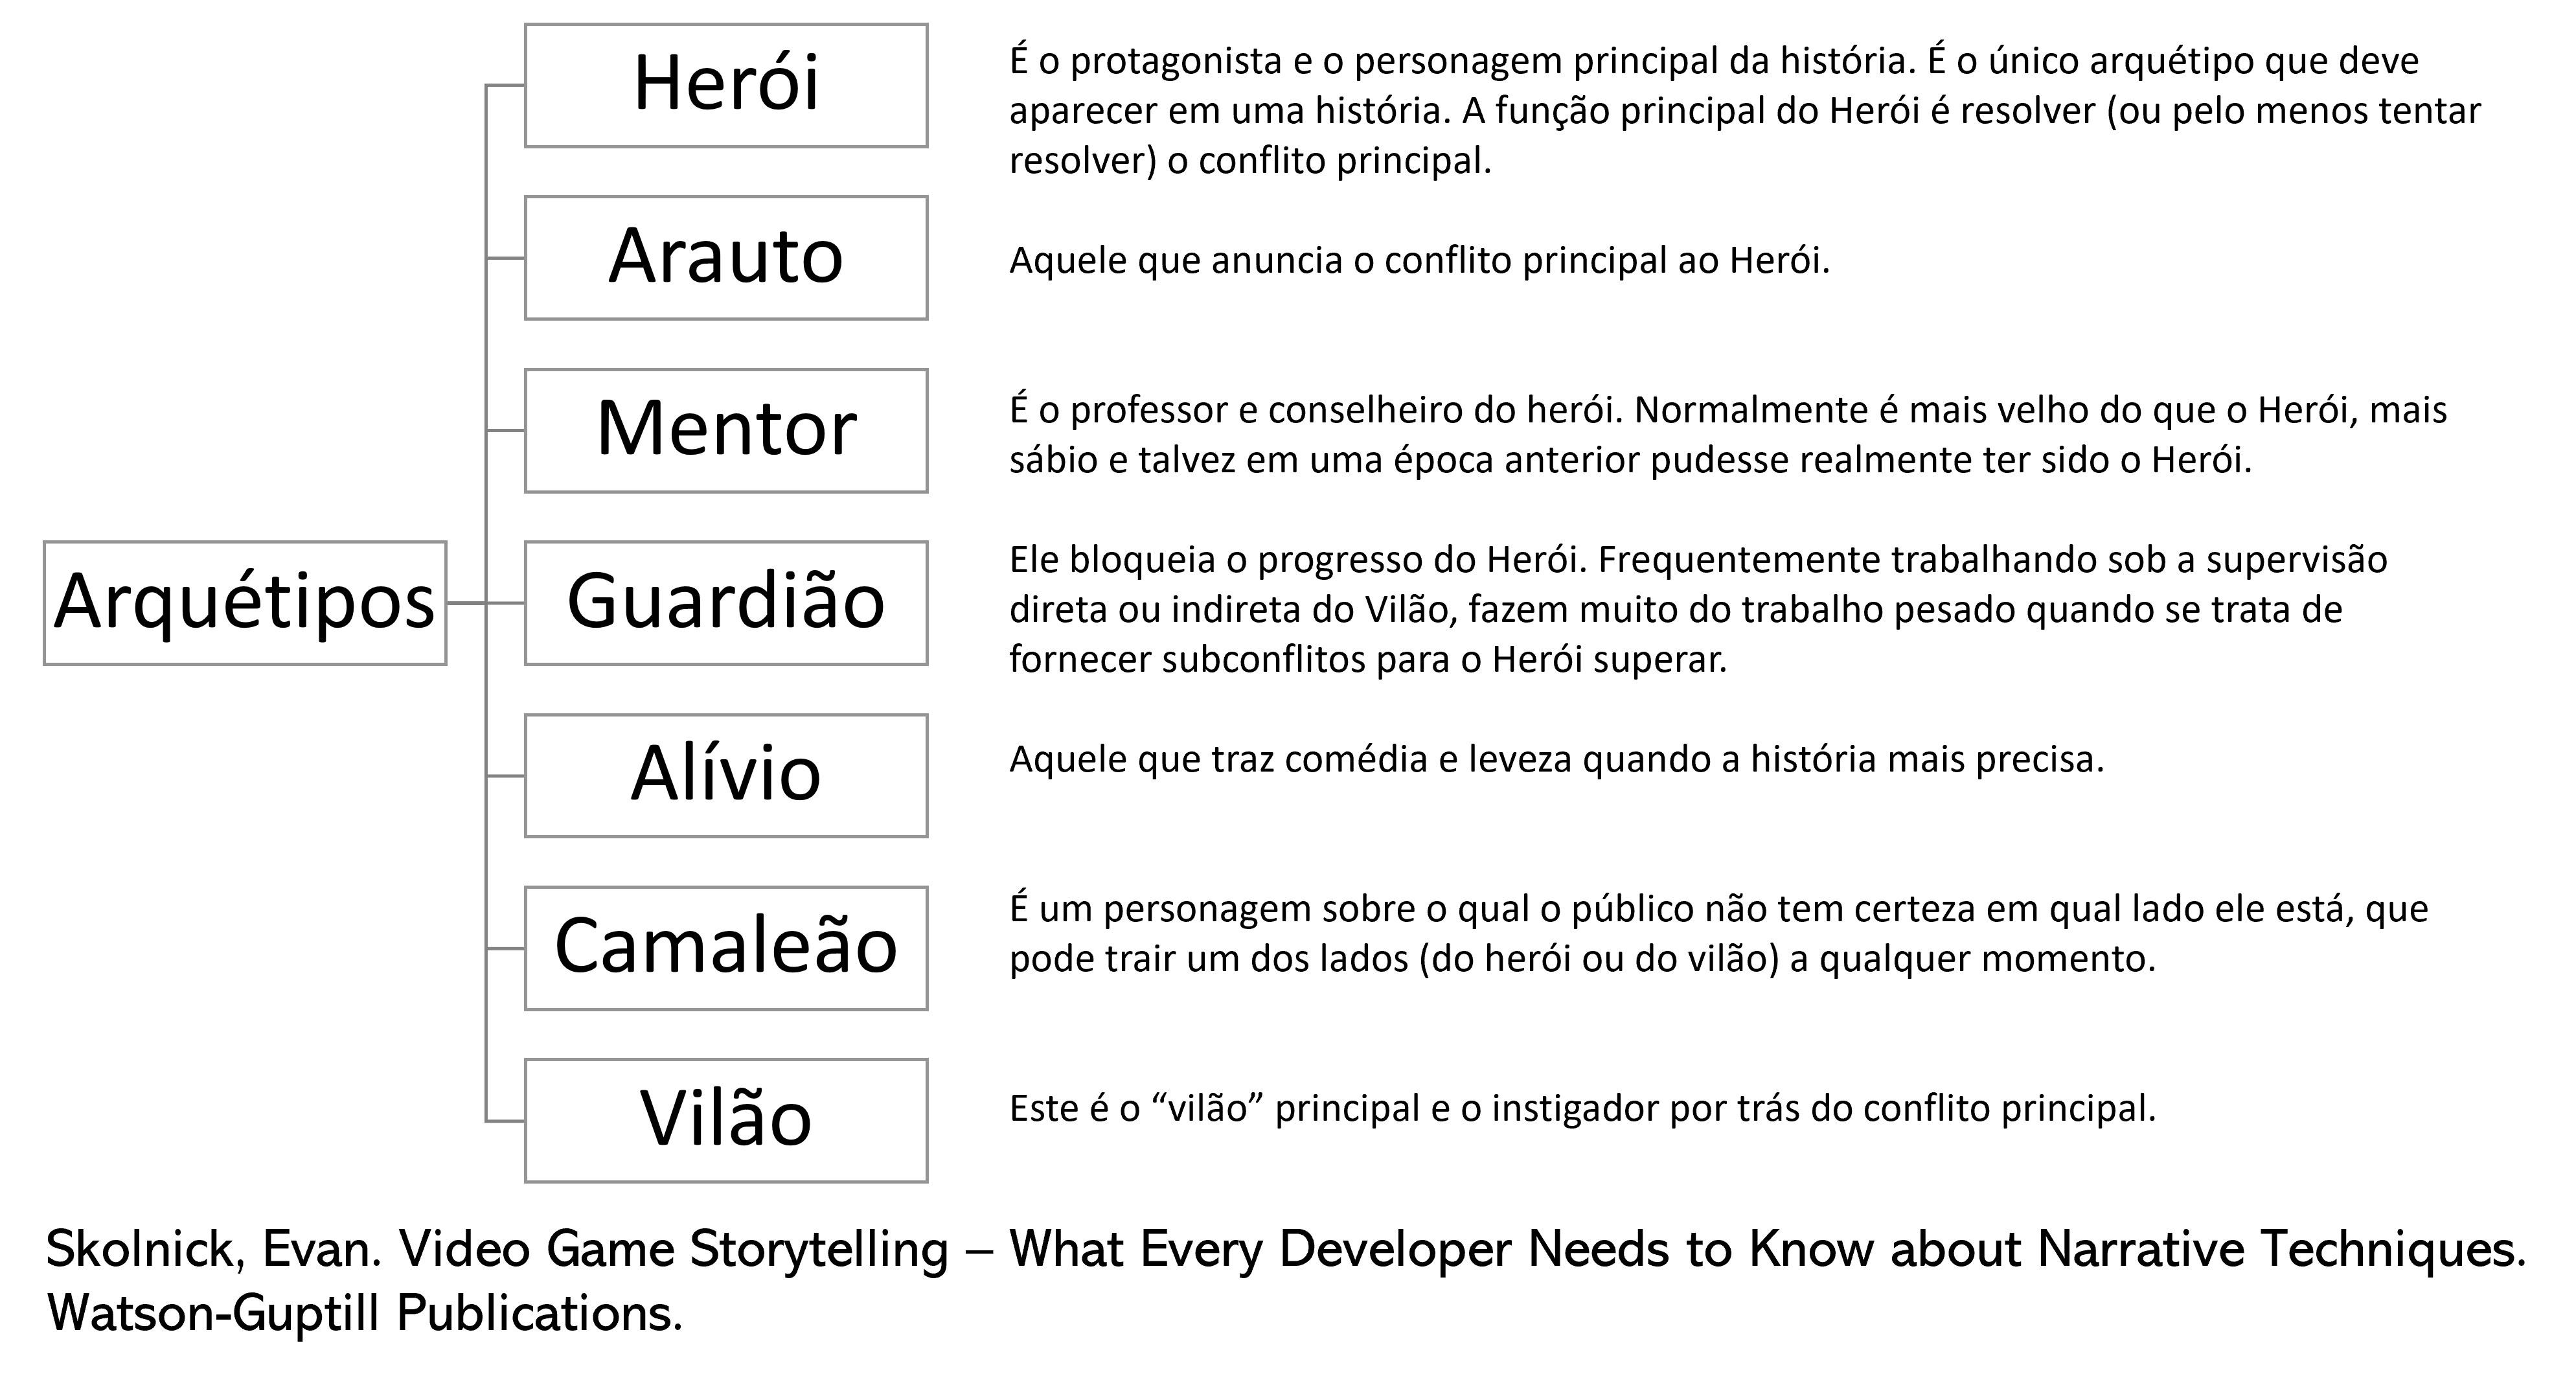 Herói
É o protagonista e o personagem principal da história. É o único arquétipo que deve
aparecer em uma história. A função principal do Herói é resolver (ou pelo menos tentar
resolver) o conflito principal.
Arauto
Aquele que anuncia o conflito principal ao Herói.
Mentor
É o professor e conselheiro do herói. Normalmente é mais velho do que o Herói, mais
sábio e talvez em uma época anterior pudesse realmente ter sido o Herói.
Arquétipos
Guardião
Ele bloqueia o progresso do Herói. Frequentemente trabalhando sob a supervisão
direta ou indireta do Vilão, fazem muito do trabalho pesado quando se trata de
fornecer subconflitos para o Herói superar.
Alívio
Aquele que traz comédia e leveza quando a história mais precisa.
Camaleão
É um personagem sobre o qual o público não tem certeza em qual lado ele está, que
pode trair um dos lados (do herói ou do vilão) a qualquer momento.
Vilão
Este é o “vilão” principal e o instigador por trás do conflito principal.
Skolnick, Evan. Video Game Storytelling – What Every Developer Needs to Know about Narrative Techniques.
Watson-Guptill Publications.